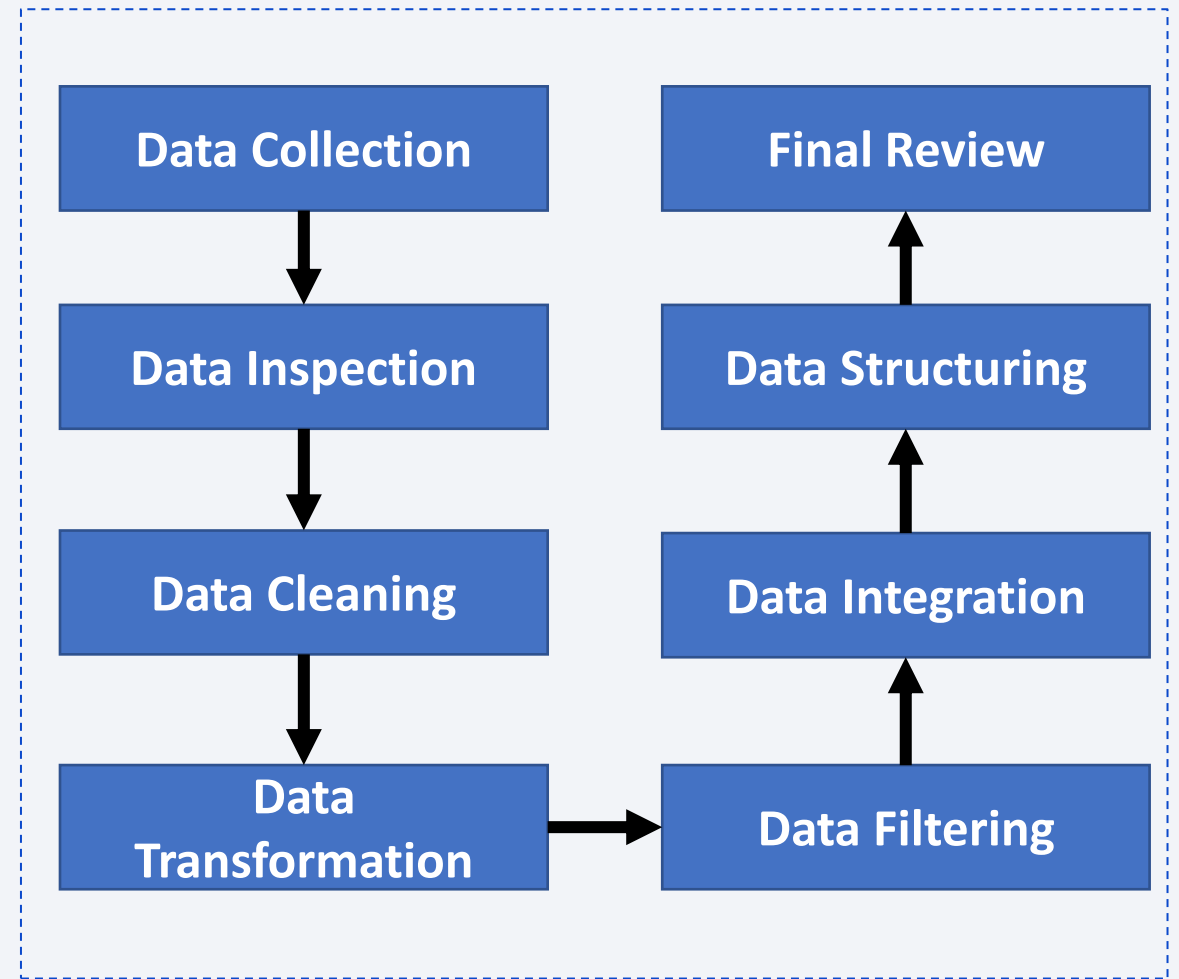 Data Collection
Final Review
Data Inspection
Data Structuring
Data Cleaning
Data Integration
Data
Transformation
Data Filtering